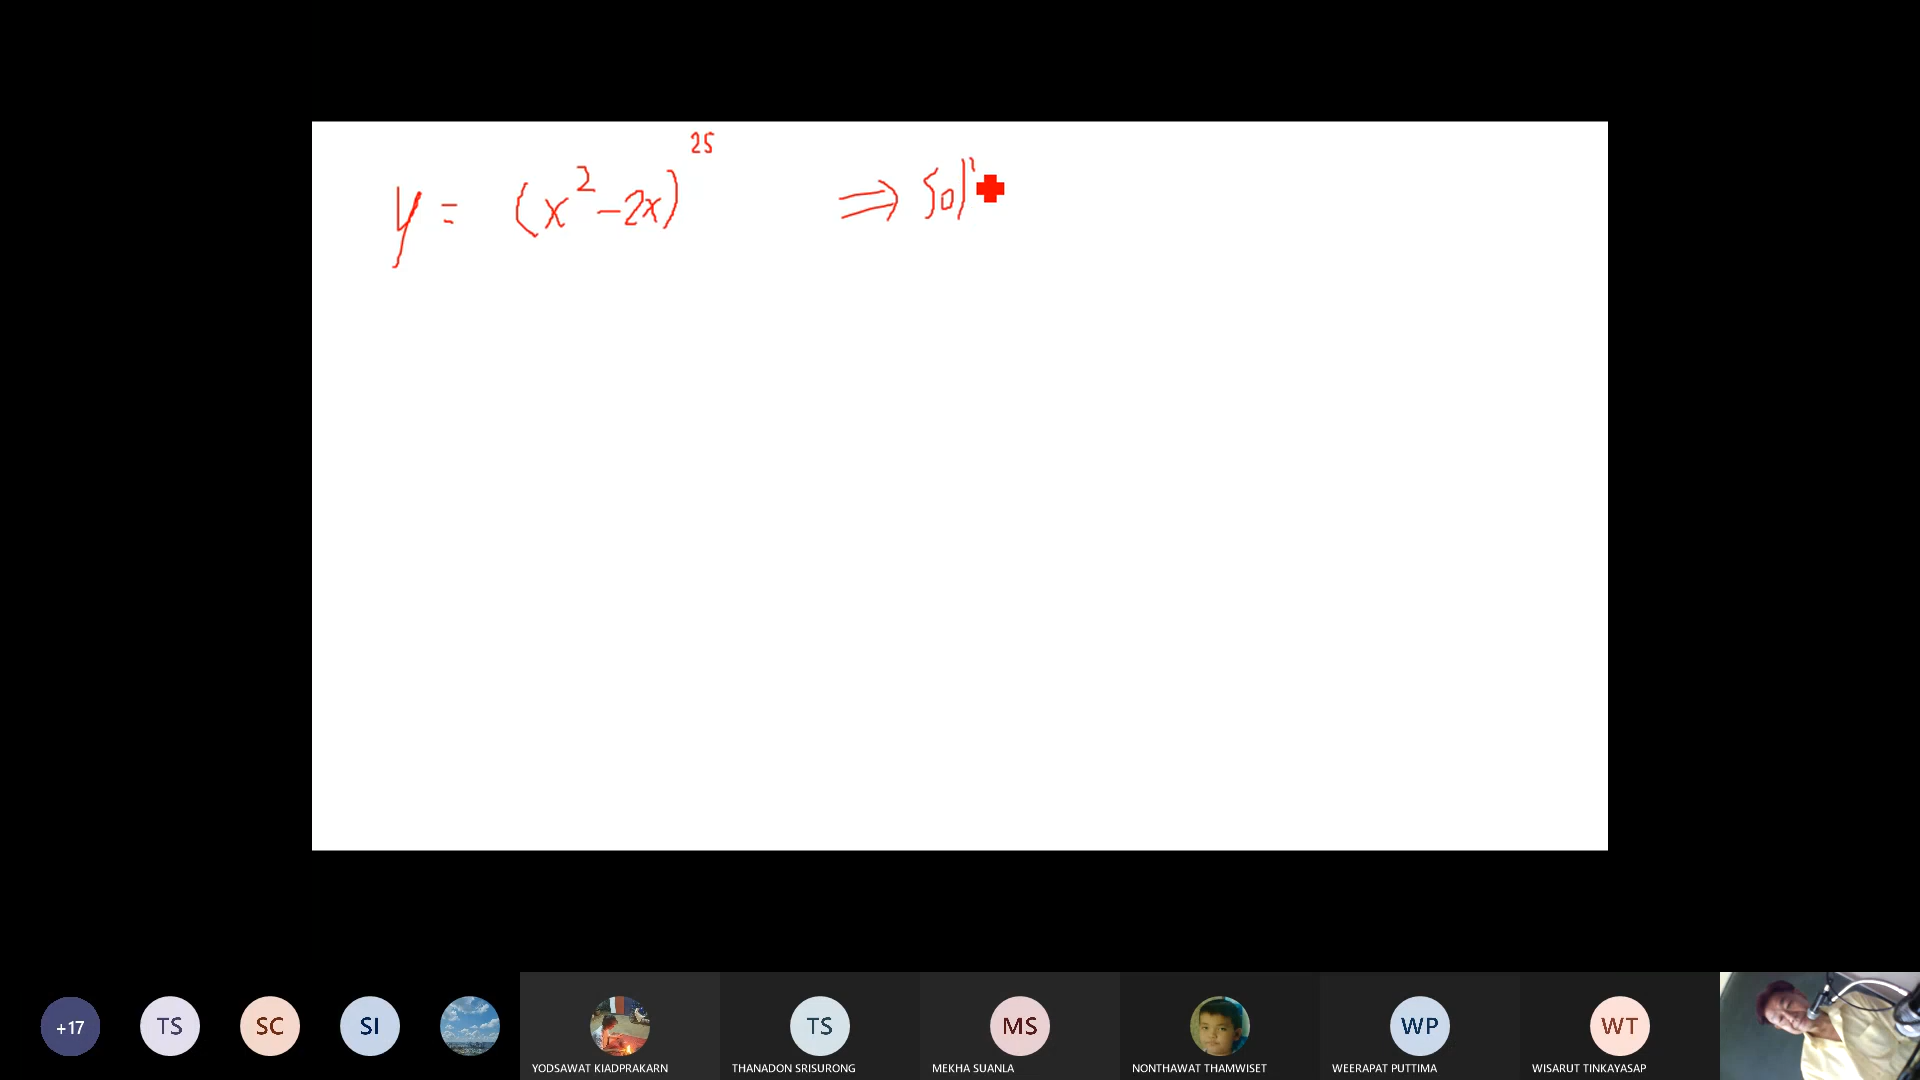 y = (x² - 2x)²⁵ ⇒ Sol'
+17 TS SC SI TS MS WP WT
YODSAWAT KIADPRAKARN THANADON SRISURONG MEKHA SUANLA NONTHAWAT THAMWISET WEERAPAT PUTTIMA WISARUT TINKAYASAP